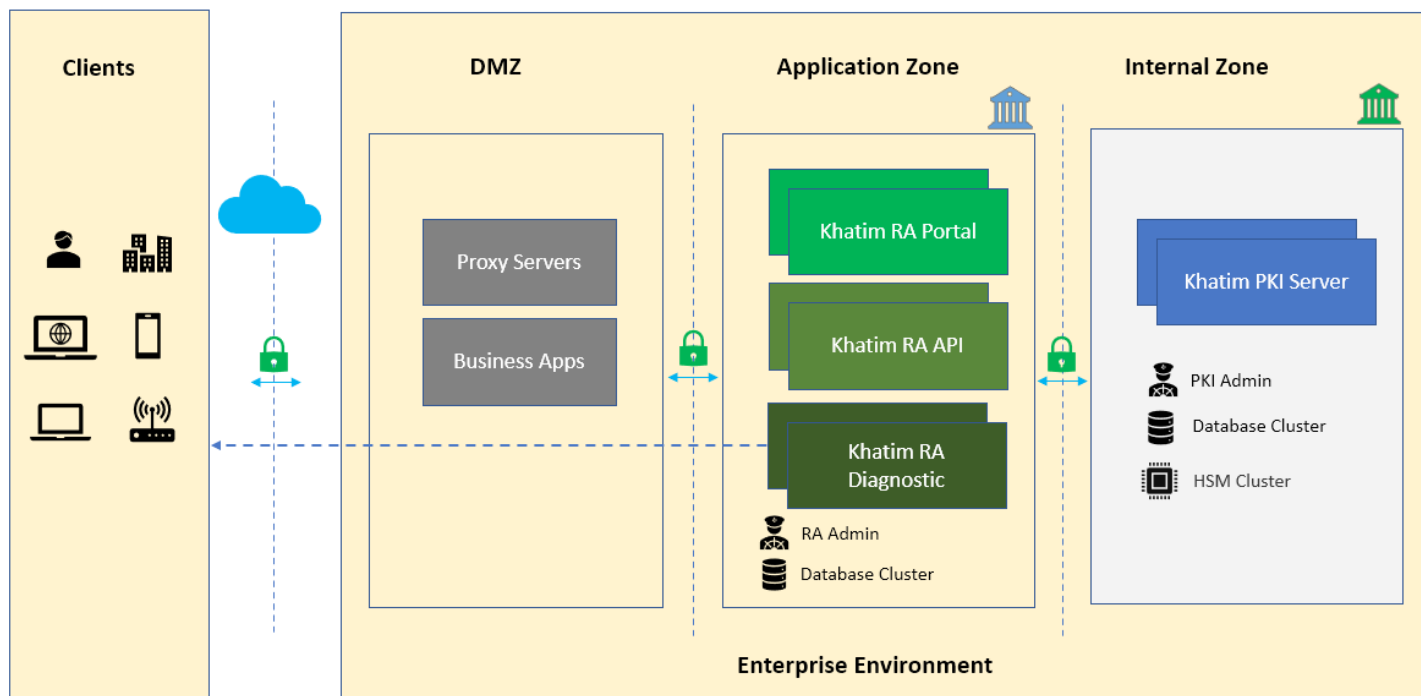 Clients
DMZ
Application Zone
Internal Zone
Proxy Servers
Business Apps
Khatim RA Portal
Khatim RA API
Khatim RA
Diagnostic
RA Admin
Database Cluster
Khatim PKI Server
PKI Admin
Database Cluster
HSM Cluster
Enterprise Environment